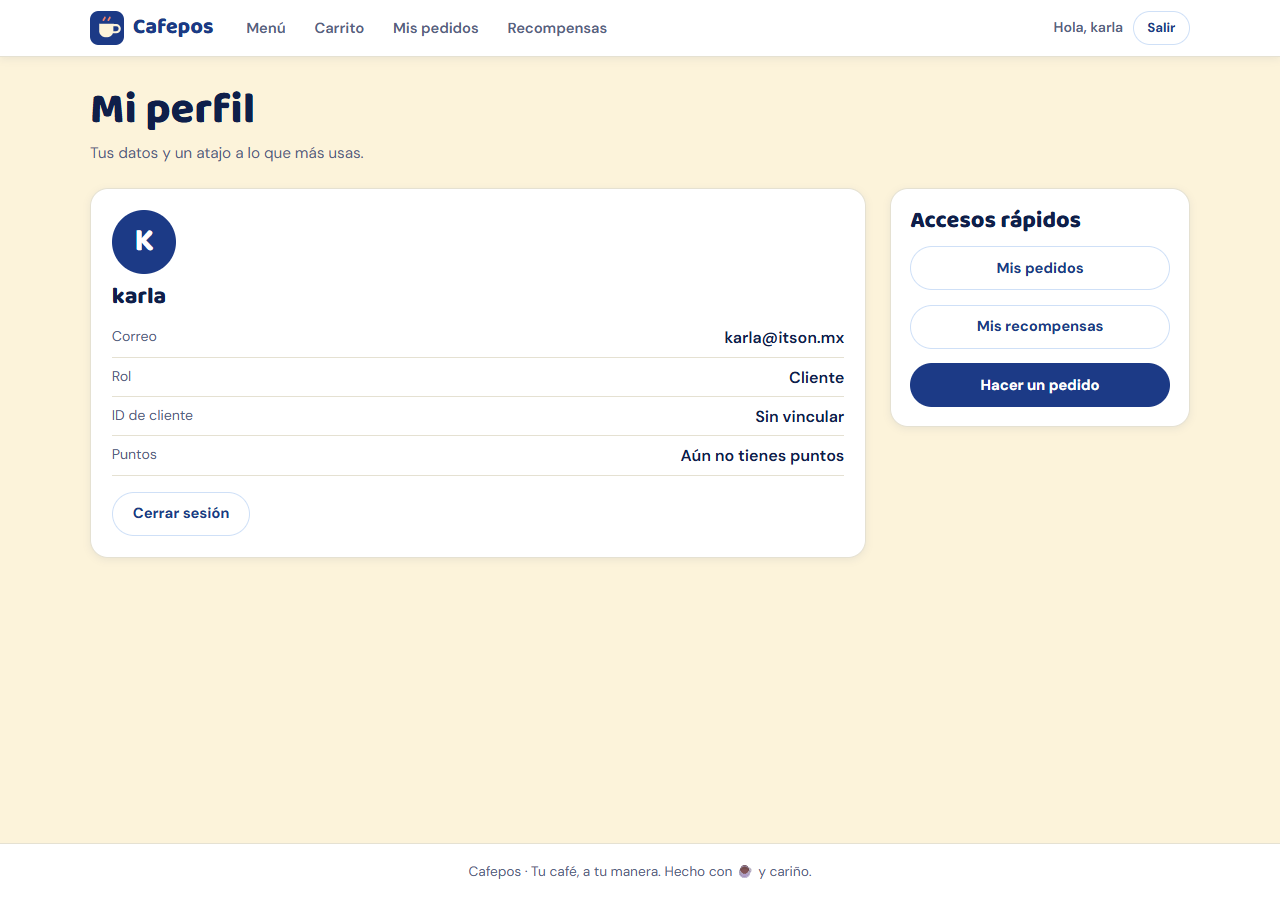 Cafepos Menú Carrito Mis pedidos Recompensas Hola, karla Salir
Mi perfil
Tus datos y un atajo a lo que más usas.
K
karla
Correo karla@itson.mx
Rol Cliente
ID de cliente Sin vincular
Puntos Aún no tienes puntos
Cerrar sesión
Accesos rápidos
Mis pedidos
Mis recompensas
Hacer un pedido
Cafepos · Tu café, a tu manera. Hecho con y cariño.